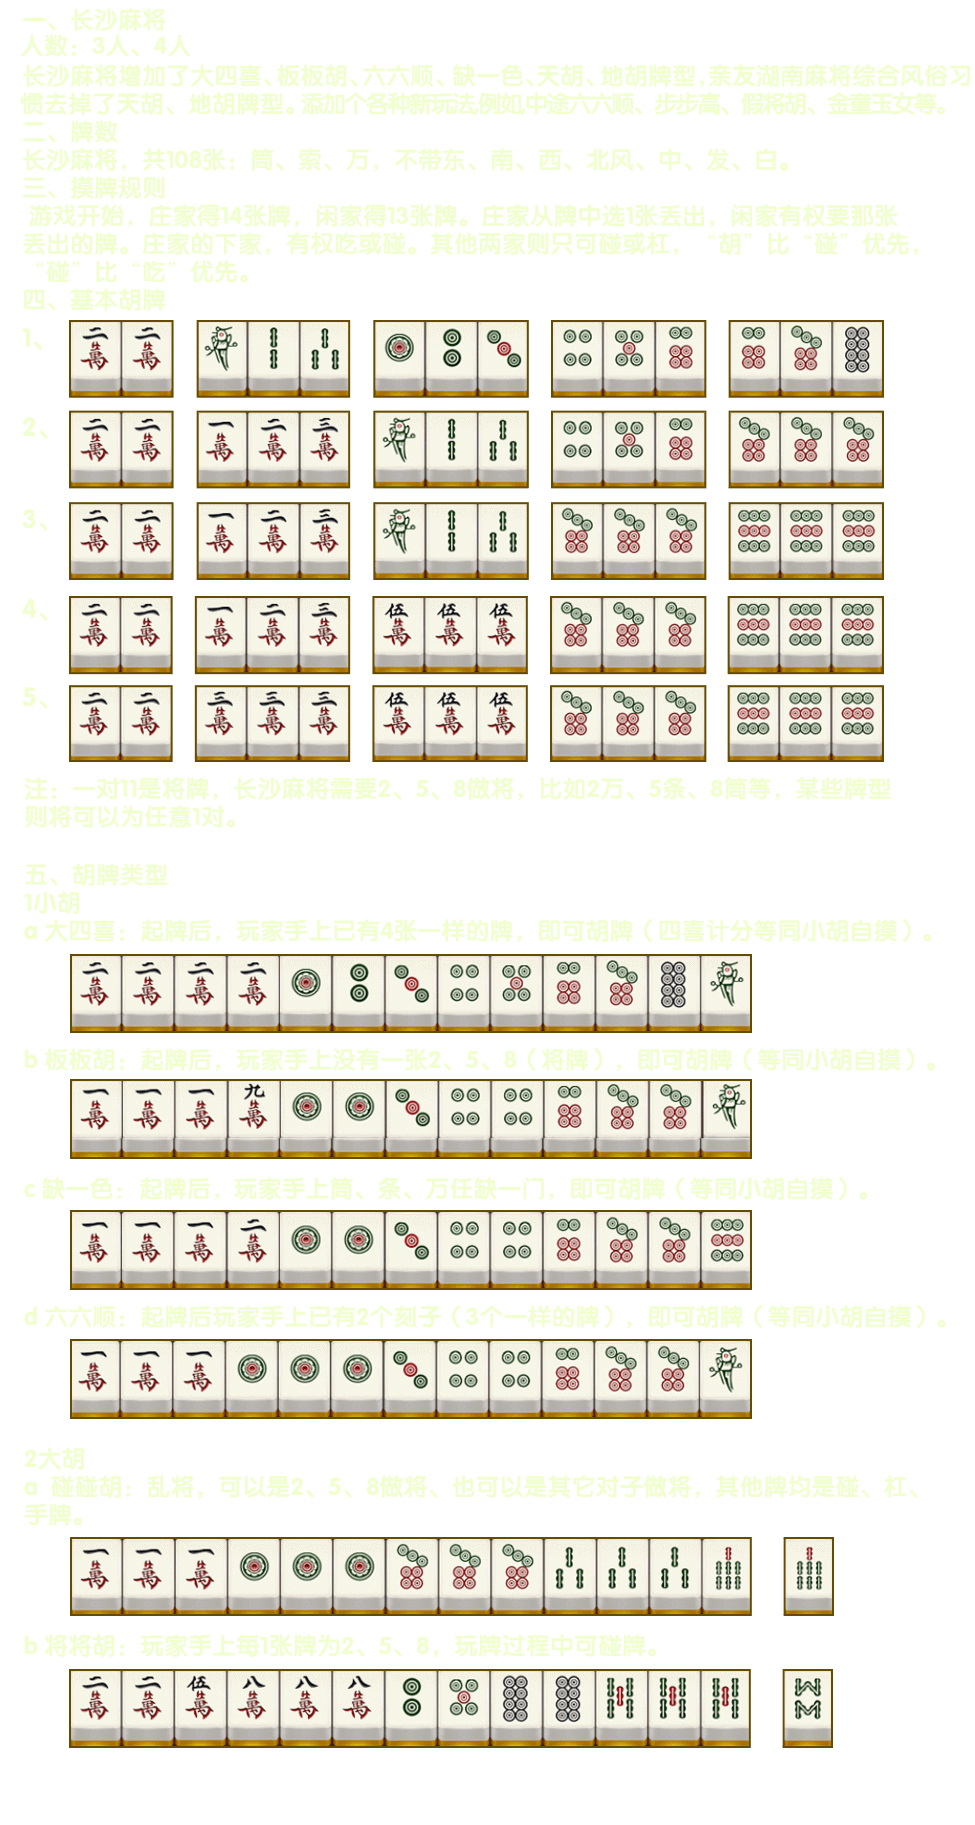 一、长沙麻将
人数：3人、4人
长沙麻将增加了大四喜、板板胡、六六顺、缺一色、天胡、地胡牌型，亲友湖南麻将综合风俗习
惯去掉了天胡、地胡牌型。添加个各种新玩法，例如，中途六六顺、步步高、假将胡、金童玉女等。
二、牌数
长沙麻将，共108张：筒、索、万，不带东、南、西、北风、中、发、白。
三、摸牌规则
游戏开始，庄家得14张牌，闲家得13张牌。庄家从牌中选1张丢出，闲家有权要那张
丢出的牌。庄家的下家，有权吃或碰。其他两家则只可碰或杠，“胡”比“碰”优先，
“碰”比“吃”优先。
四、基本胡牌
1、
二萬 二萬
2、
二萬 二萬 一萬 二萬 三萬
3、
二萬 二萬 一萬 二萬 三萬
4、
二萬 二萬 一萬 二萬 三萬 伍萬 伍萬 伍萬
5、
二萬 二萬 三萬 三萬 三萬 伍萬 伍萬 伍萬
注：一对11是将牌，长沙麻将需要2、5、8做将，比如2万、5条、8筒等，某些牌型
则将可以为任意1对。
五、胡牌类型
1小胡
a 大四喜：起牌后，玩家手上已有4张一样的牌，即可胡牌（四喜计分等同小胡自摸）。
二萬 二萬 二萬 二萬
b 板板胡：起牌后，玩家手上没有一张2、5、8（将牌），即可胡牌（等同小胡自摸）。
一萬 一萬 一萬 九萬
c 缺一色：起牌后，玩家手上筒、条、万任缺一门，即可胡牌（等同小胡自摸）。
一萬 一萬 一萬 二萬
d 六六顺：起牌后玩家手上已有2个刻子（3个一样的牌），即可胡牌（等同小胡自摸）。
一萬 一萬 一萬
2大胡
a 碰碰胡：乱将，可以是2、5、8做将、也可以是其它对子做将，其他牌均是碰、杠、
手牌。
一萬 一萬 一萬
b 将将胡：玩家手上每1张牌为2、5、8，玩牌过程中可碰牌。
二萬 二萬 伍萬 八萬 八萬 八萬